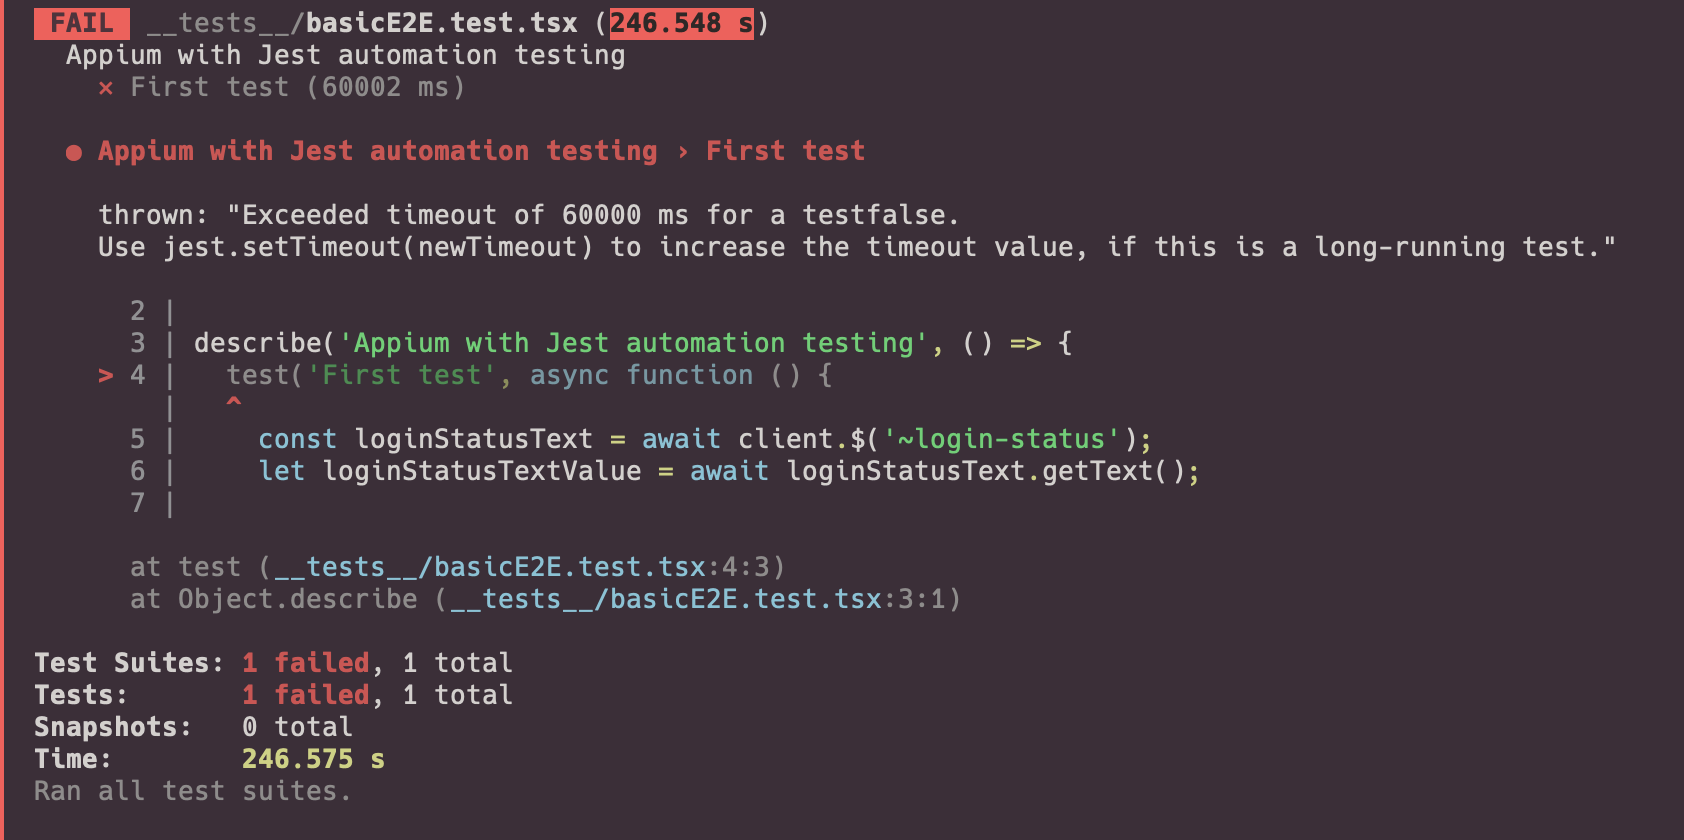 FAIL __tests__/basicE2E.test.tsx (246.548 s)
Appium with Jest automation testing
× First test (60002 ms)
● Appium with Jest automation testing › First test
thrown: "Exceeded timeout of 60000 ms for a testfalse.
Use jest.setTimeout(newTimeout) to increase the timeout value, if this is a long-running test."
2 |
3 | describe('Appium with Jest automation testing', () => {
> 4 | test('First test', async function () {
| ^
5 | const loginStatusText = await client.$('~login-status');
6 | let loginStatusTextValue = await loginStatusText.getText();
7 |
at test (__tests__/basicE2E.test.tsx:4:3)
at Object.describe (__tests__/basicE2E.test.tsx:3:1)
Test Suites: 1 failed, 1 total
Tests: 1 failed, 1 total
Snapshots: 0 total
Time: 246.575 s
Ran all test suites.